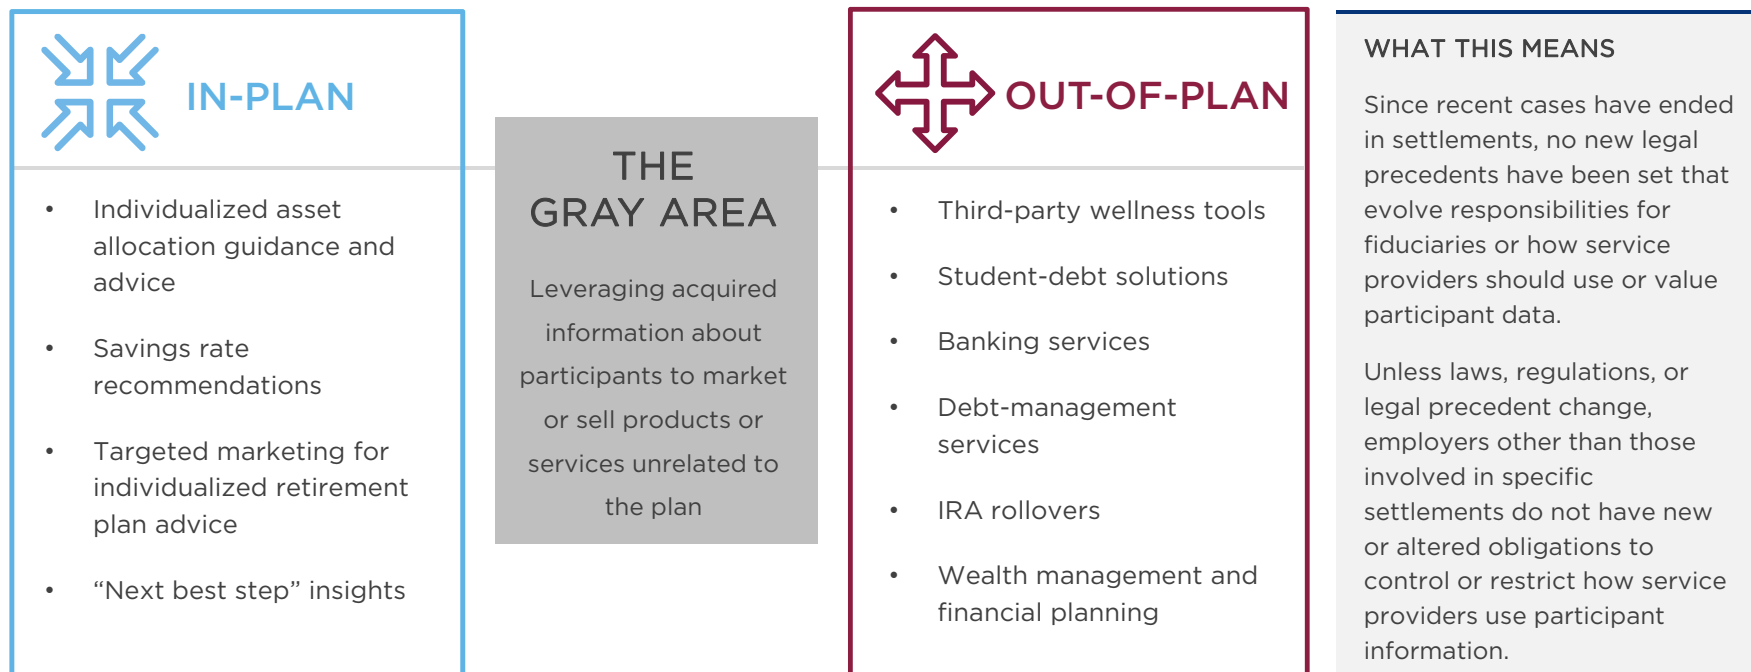 IN-PLAN
• Individualized asset
allocation guidance and
advice
• Savings rate
recommendations
• Targeted marketing for
individualized retirement
plan advice
• “Next best step” insights
THE
GRAY AREA
Leveraging acquired
information about
participants to market
or sell products or
services unrelated to
the plan
OUT-OF-PLAN
• Third-party wellness tools
• Student-debt solutions
• Banking services
• Debt-management
services
• IRA rollovers
• Wealth management and
financial planning
WHAT THIS MEANS
Since recent cases have ended
in settlements, no new legal
precedents have been set that
evolve responsibilities for
fiduciaries or how service
providers should use or value
participant data.
Unless laws, regulations, or
legal precedent change,
employers other than those
involved in specific
settlements do not have new
or altered obligations to
control or restrict how service
providers use participant
information.